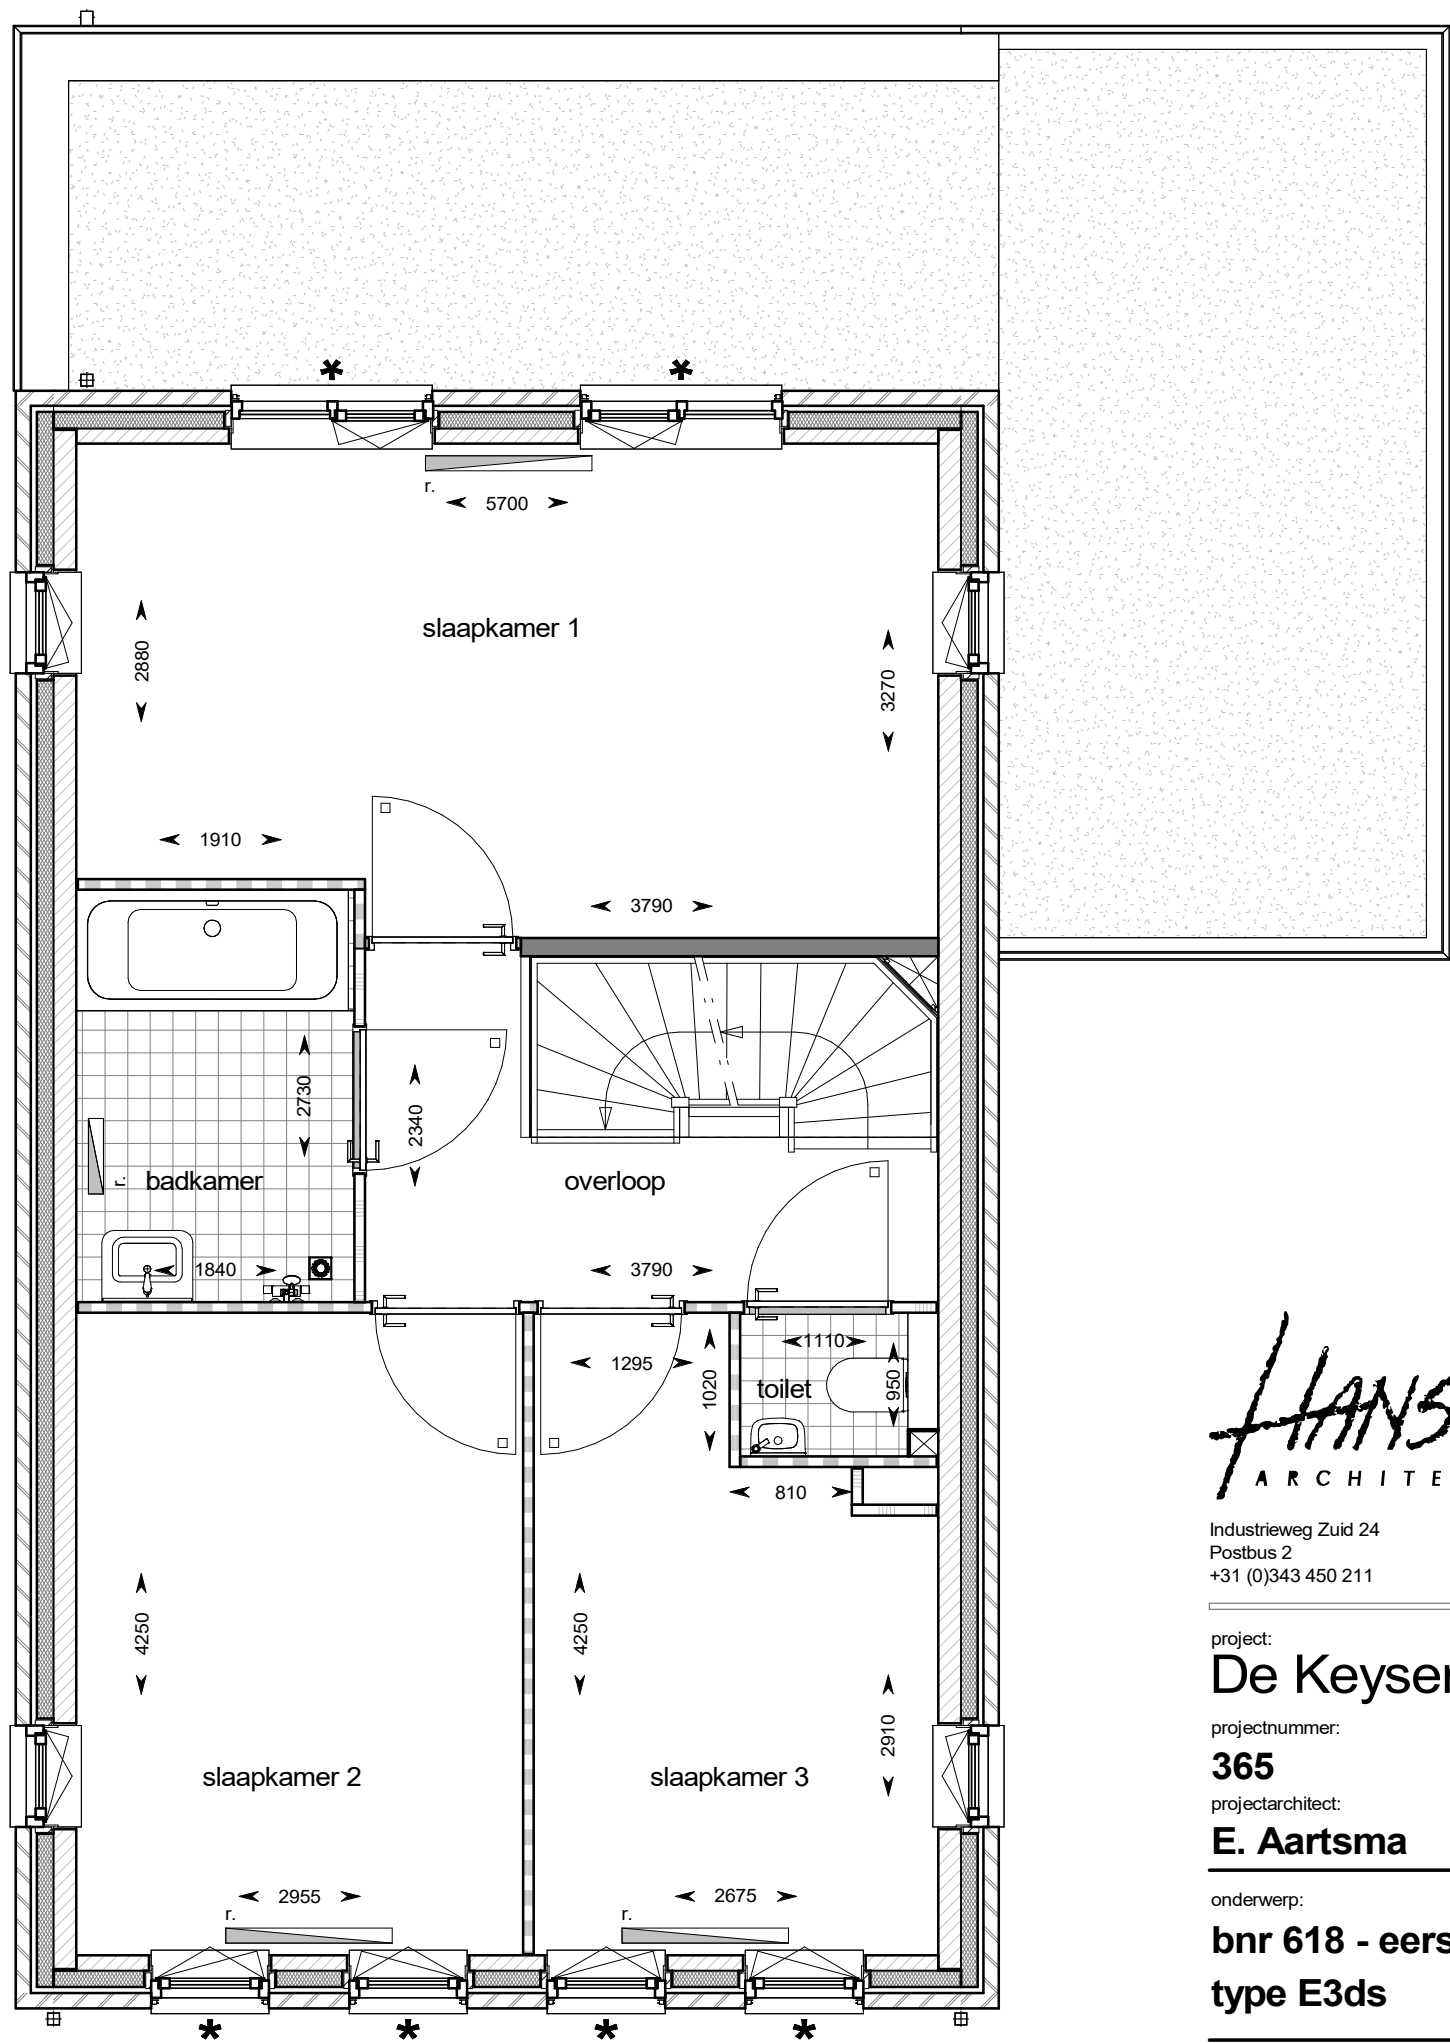 *
*
r.
5700
slaapkamer 1
2880
3270
1910
3790
2730
2340
r.
badkamer
overloop
1840
3790
1110
1295
1020
toilet
950
810
4250
4250
2910
slaapkamer 2
slaapkamer 3
2955
2675
r.
r.
*
*
*
*
HANS
ARCHITE
Industrieweg Zuid 24
Postbus 2
+31 (0)343 450 211
project:
De Keyser
projectnummer:
365
projectarchitect:
E. Aartsma
onderwerp:
bnr 618 - eers
type E3ds